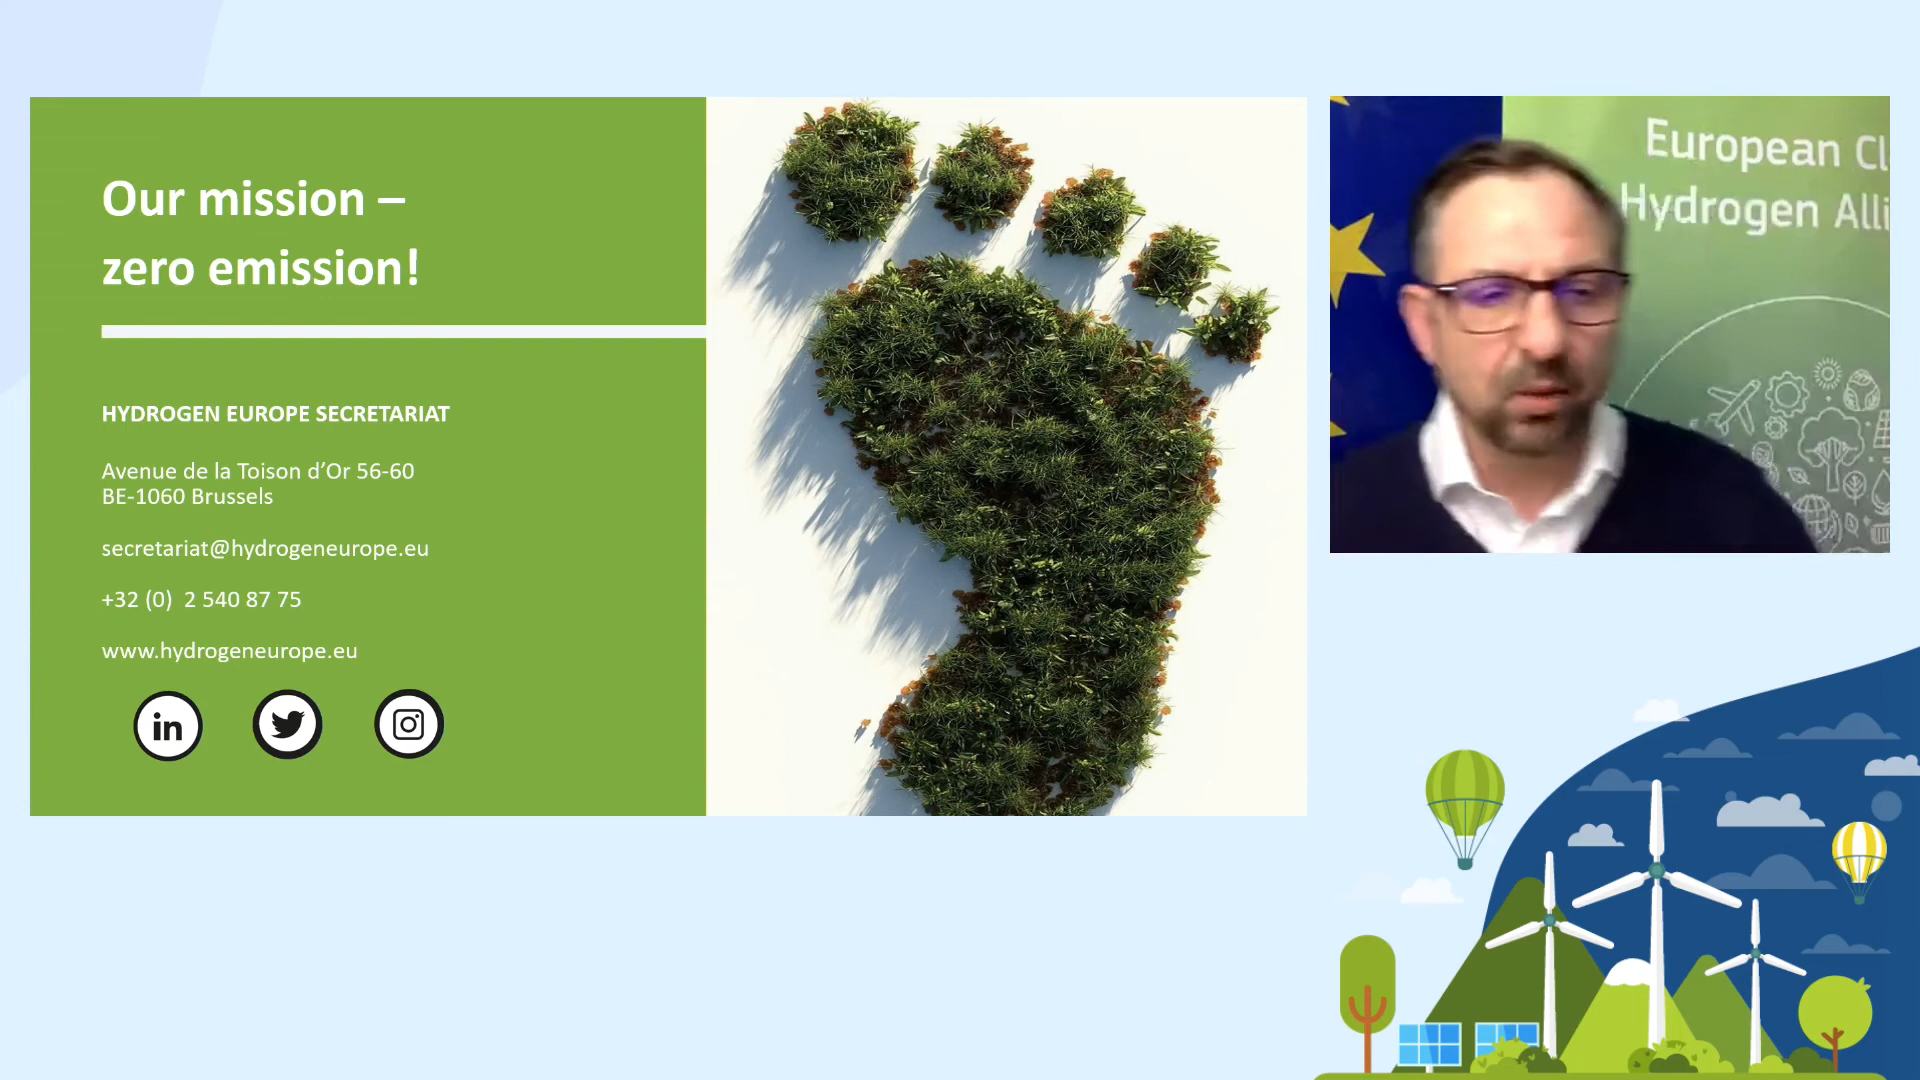 Our mission –
zero emission!
HYDROGEN EUROPE SECRETARIAT
Avenue de la Toison d’Or 56-60
BE-1060 Brussels
secretariat@hydrogeneurope.eu
+32 (0) 2 540 87 75
www.hydrogeneurope.eu
in
European Cl
Hydrogen Alli